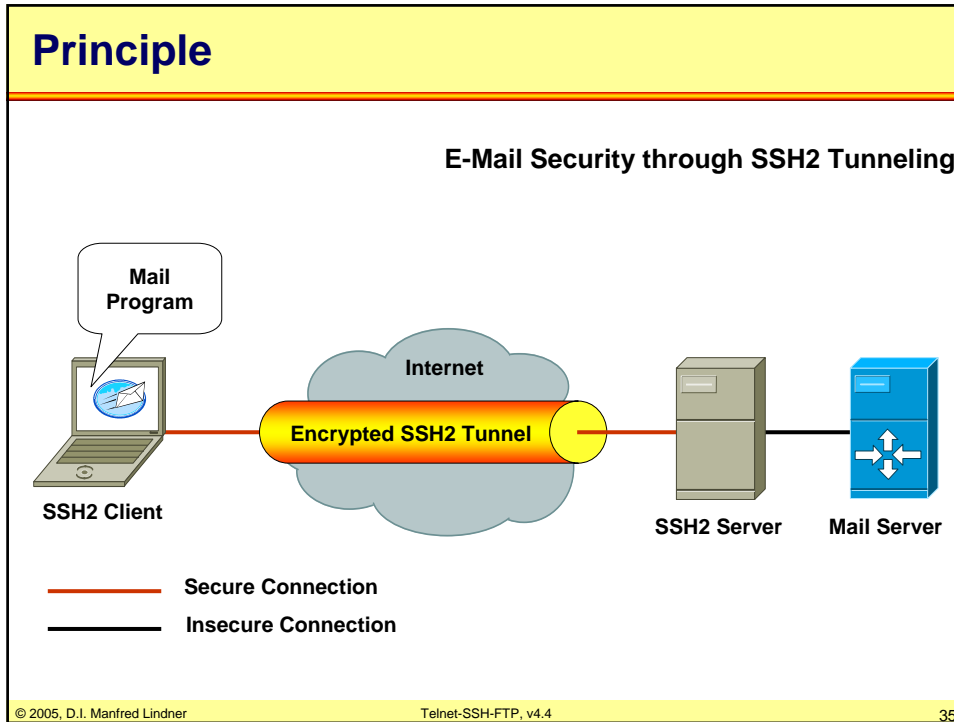 Principle
E-Mail Security through SSH2 Tunneling
Mail
Program
Internet
Encrypted SSH2 Tunnel
SSH2 Client
SSH2 Server
Mail Server
Secure Connection
Insecure Connection
© 2005, D.I. Manfred Lindner
Telnet-SSH-FTP, v4.4
35